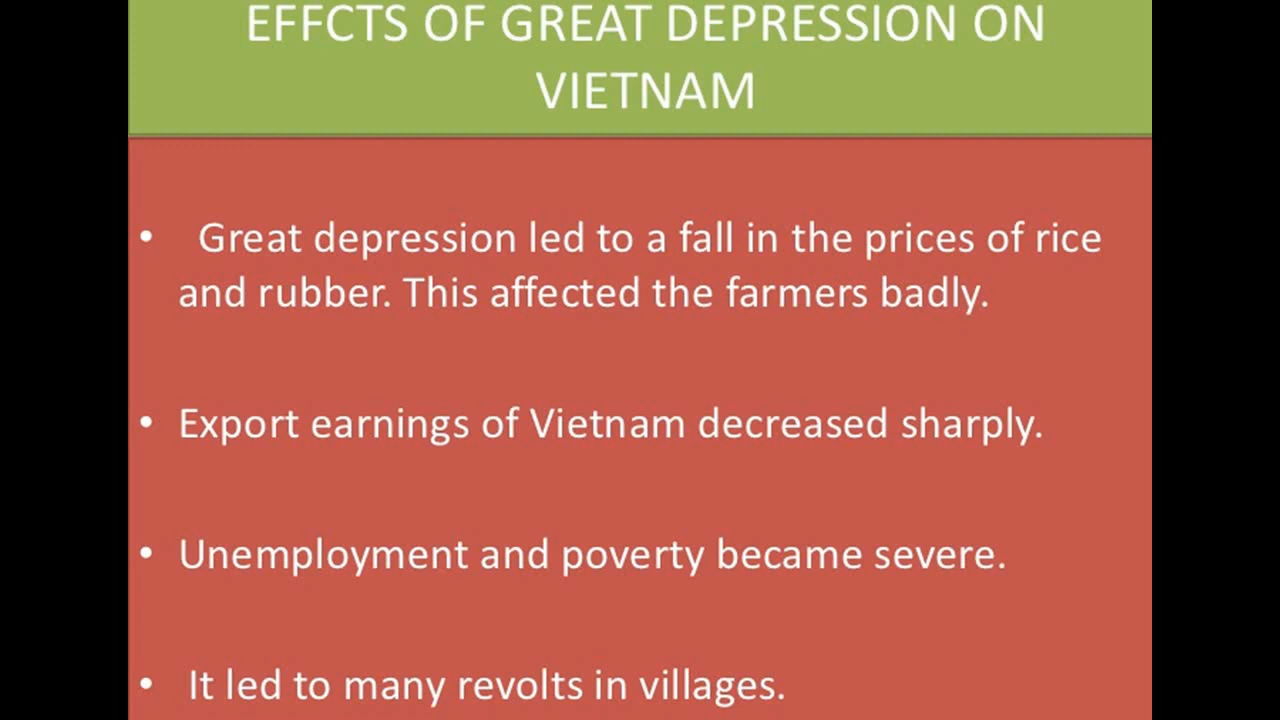 EFFCTS OF GREAT DEPRESSION ON
VIETNAM
• Great depression led to a fall in the prices of rice
and rubber. This affected the farmers badly.
• Export earnings of Vietnam decreased sharply.
• Unemployment and poverty became severe.
• It led to many revolts in villages.